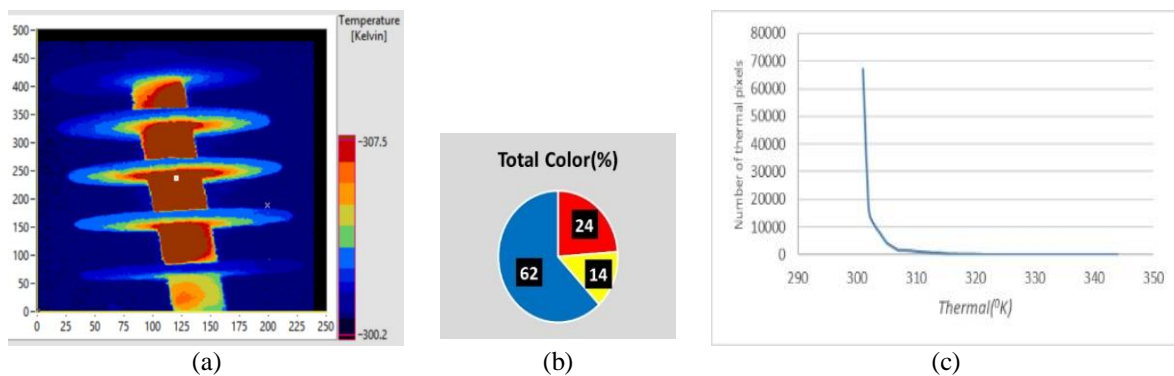 Temperature
[Kelvin]
500
450
400
350
300
250
200
150
100
50
0
0 25 50 75 100 125 150 175 200 225 250
307.5
300.2
(a)
Total Color(%)
24
14
62
(b)
80000
70000
60000
50000
40000
30000
20000
10000
0
Number of thermal pixels
290 300 310 320 330 340 350
Thermal(⁰K)
(c)